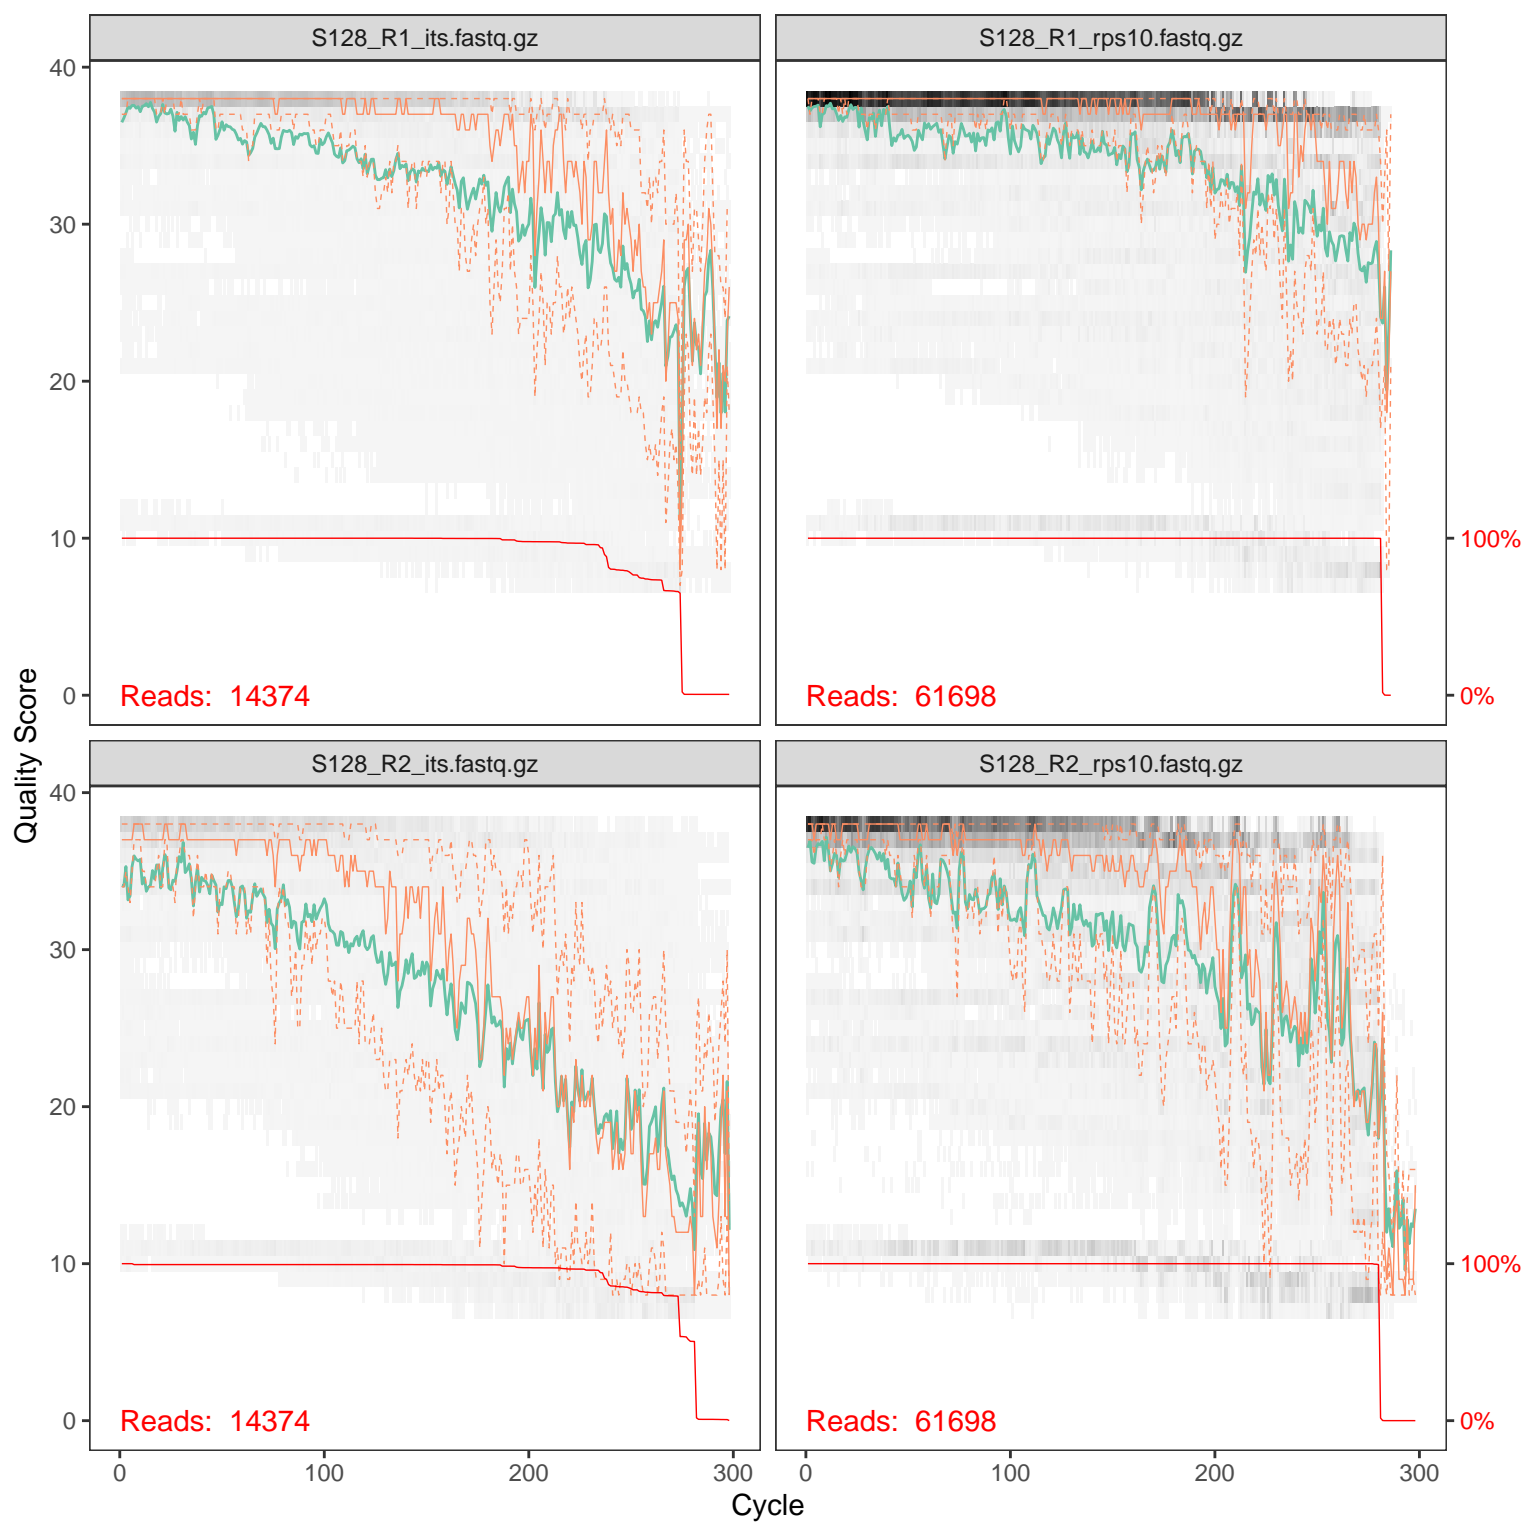 S128_R1_its.fastq.gz
S128_R1_rps10.fastq.gz
40
30
20
10
0
100%
0%
Reads: 14374
Reads: 61698
Quality Score
S128_R2_its.fastq.gz
S128_R2_rps10.fastq.gz
40
30
20
10
0
100%
0%
Reads: 14374
Reads: 61698
0 100 200 300
0 100 200 300
Cycle